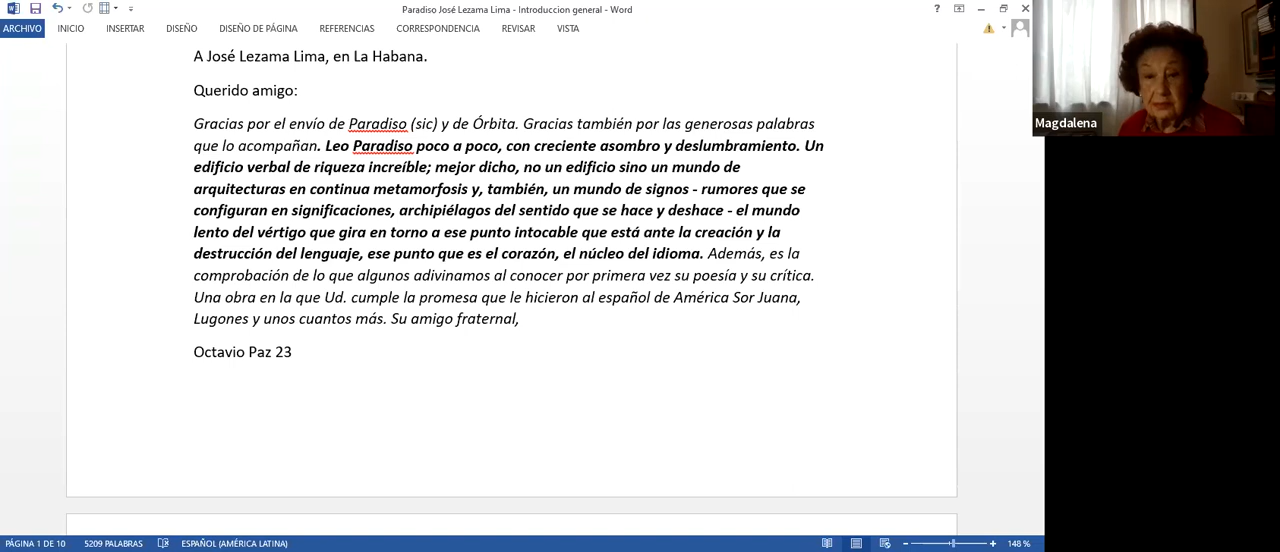 Paradiso José Lezama Lima - Introduccion general - Word
?
ARCHIVO INICIO INSERTAR DISEÑO DISEÑO DE PÁGINA REFERENCIAS CORRESPONDENCIA REVISAR VISTA
A José Lezama Lima, en La Habana.
Querido amigo:
Gracias por el envío de Paradiso (sic) y de Órbita. Gracias también por las generosas palabras
que lo acompañan. Leo Paradiso poco a poco, con creciente asombro y deslumbramiento. Un
edificio verbal de riqueza increíble; mejor dicho, no un edificio sino un mundo de
arquitecturas en continua metamorfosis y, también, un mundo de signos - rumores que se
configuran en significaciones, archipiélagos del sentido que se hace y deshace - el mundo
lento del vértigo que gira en torno a ese punto intocable que está ante la creación y la
destrucción del lenguaje, ese punto que es el corazón, el núcleo del idioma. Además, es la
comprobación de lo que algunos adivinamos al conocer por primera vez su poesía y su crítica.
Una obra en la que Ud. cumple la promesa que le hicieron al español de América Sor Juana,
Lugones y unos cuantos más. Su amigo fraternal,
Octavio Paz 23
Magdalena
PÁGINA 1 DE 10 5209 PALABRAS ESPAÑOL (AMÉRICA LATINA) 148 %